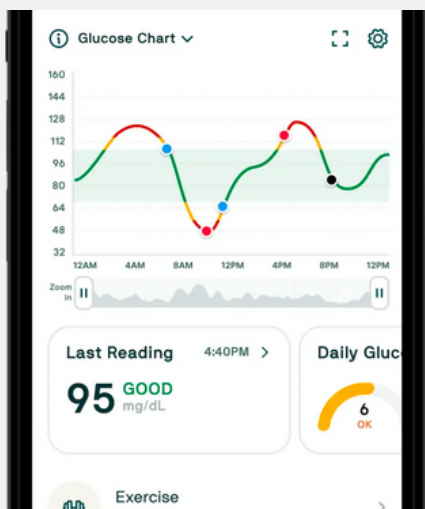 Glucose Chart
160
144
128
112
96
80
64
48
32
12AM 4AM 8AM 12PM 4PM 8PM 12PM
Zoom
In
Last Reading 4:40PM
95 GOOD
mg/dL
Daily Gluc
6
OK
Exercise